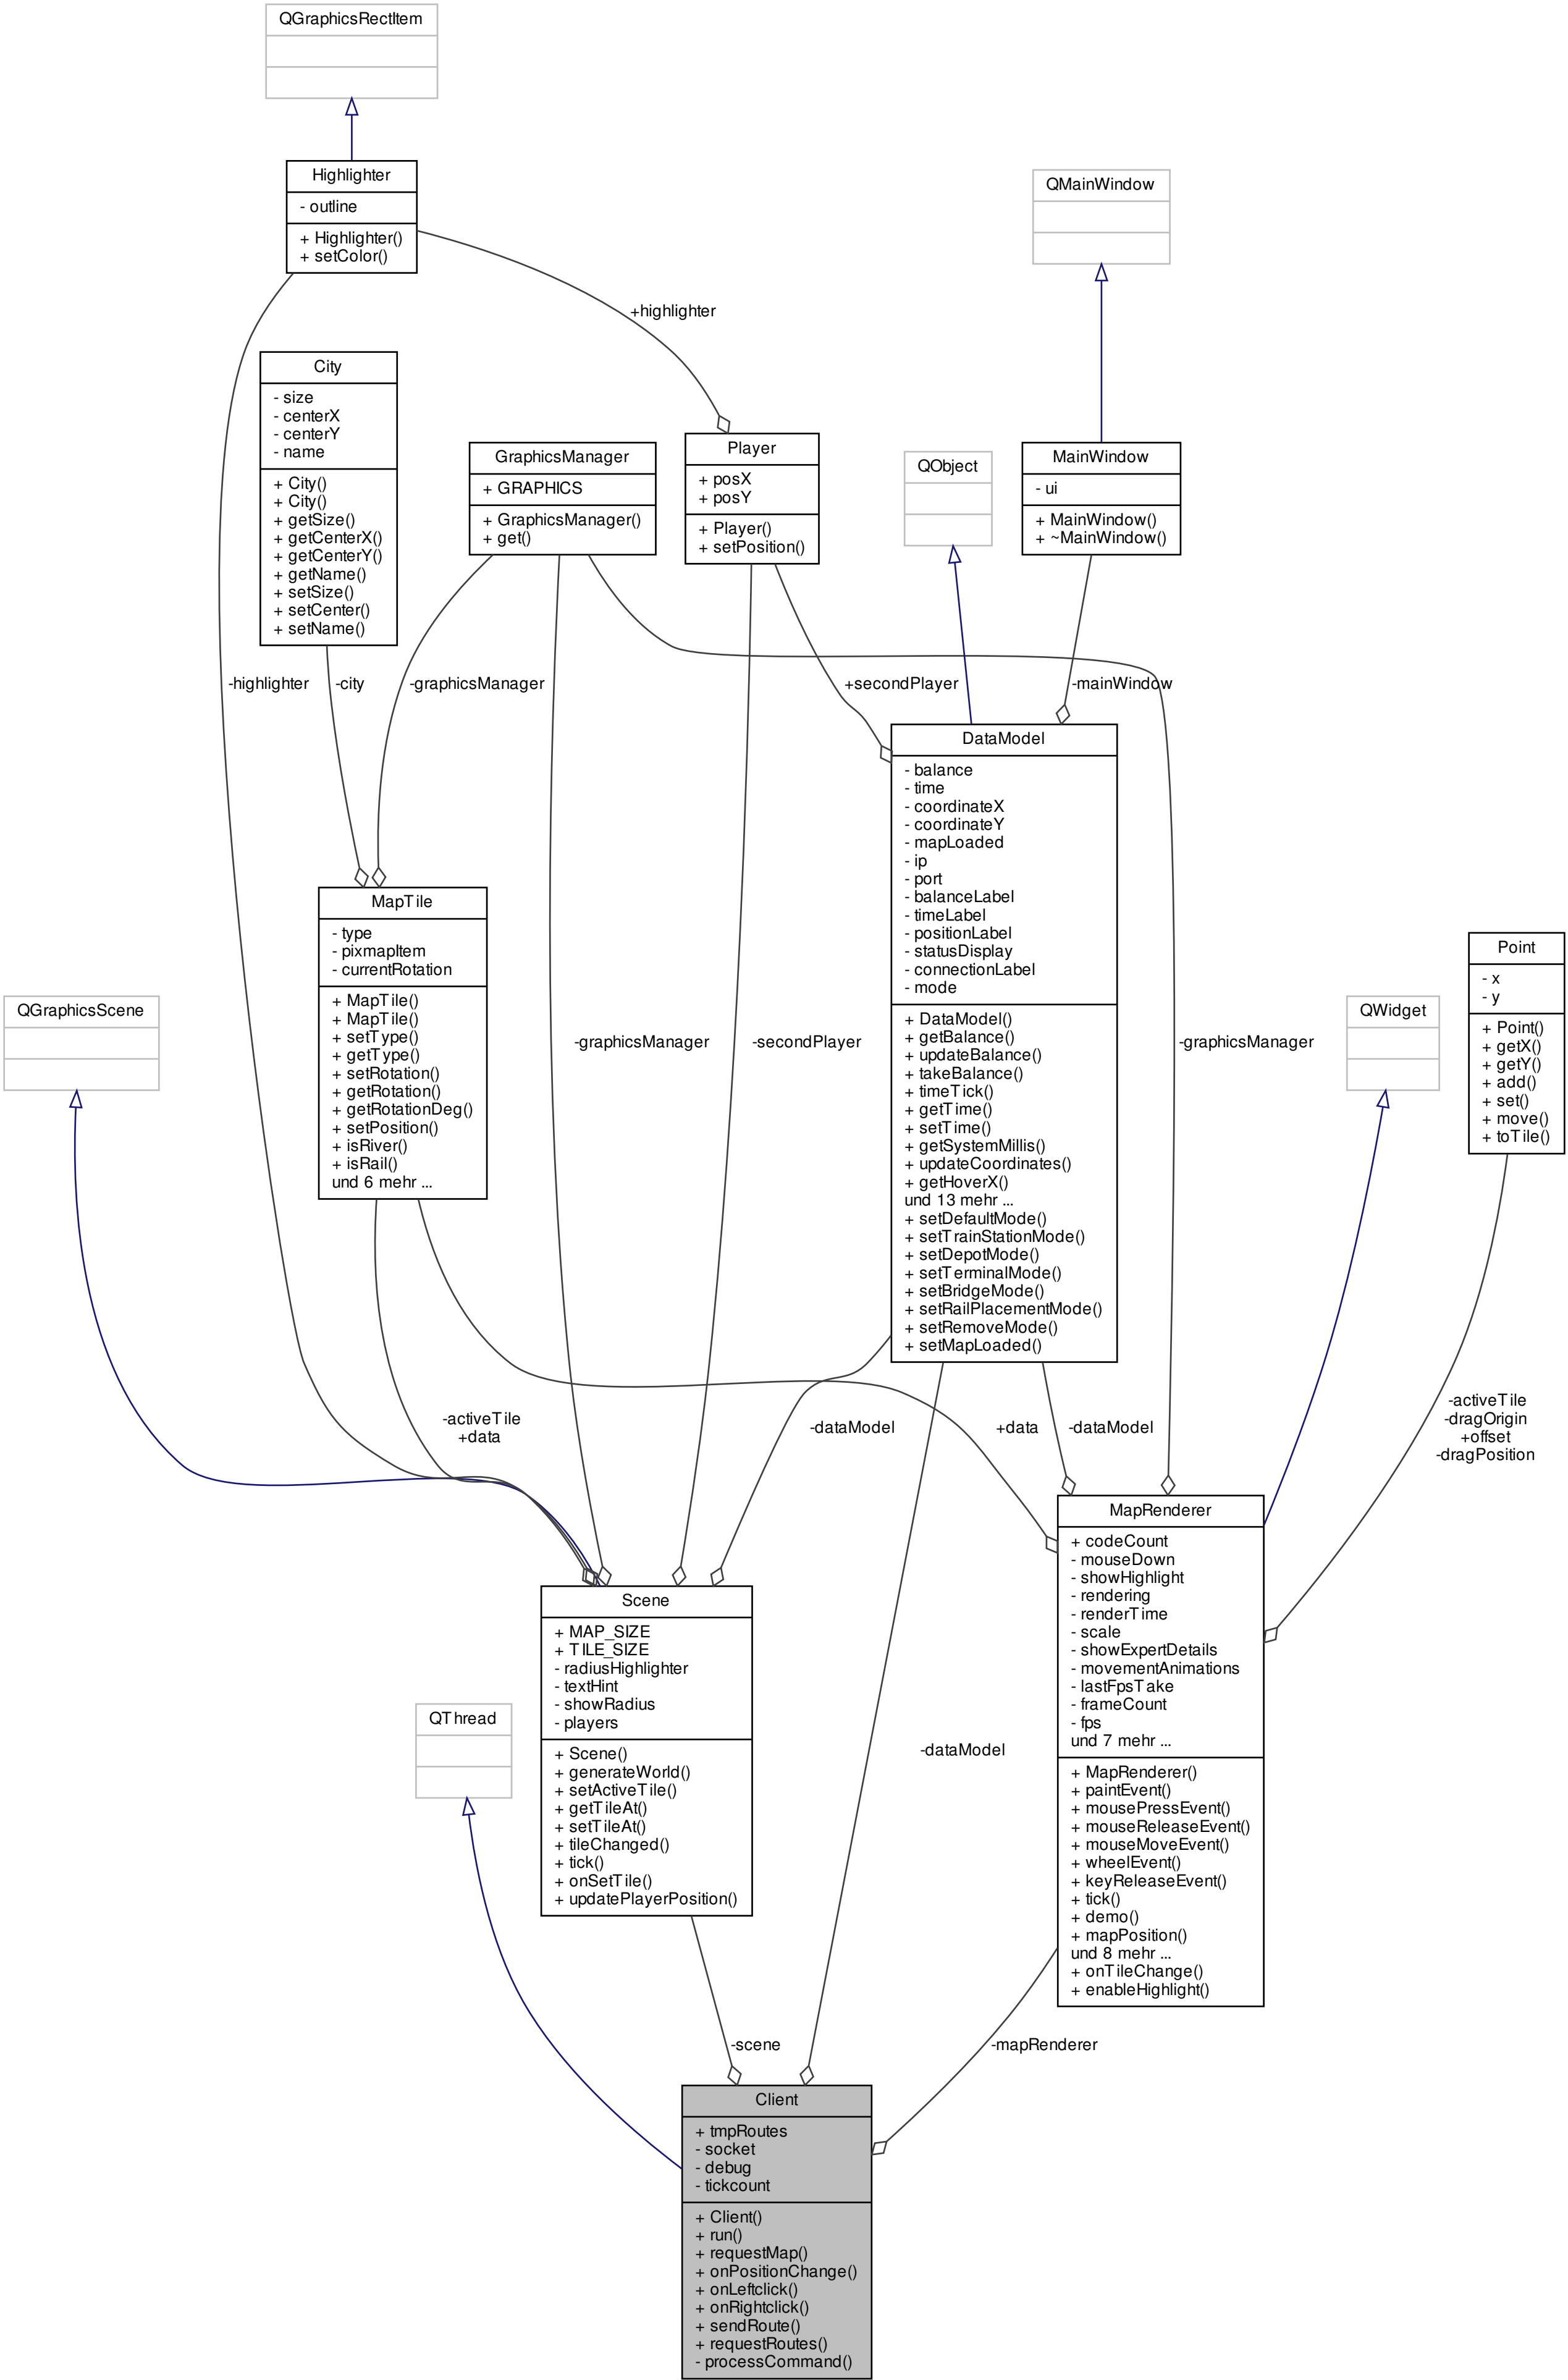 QGraphicsRectItem
Highlighter
- outline
+ Highlighter()
+ setColor()
QMainWindow
+highlighter
City
- size
- centerX
- centerY
- name
+ City()
+ City()
+ getSize()
+ getCenterX()
+ getCenterY()
+ getName()
+ setSize()
+ setCenter()
+ setName()
GraphicsManager
+ GRAPHICS
+ GraphicsManager()
+ get()
Player
+ posX
+ posY
+ Player()
+ setPosition()
QObject
MainWindow
- ui
+ MainWindow()
+ ~MainWindow()
-highlighter
-city
-graphicsManager
+secondPlayer
-mainWindow
DataModel
- balance
- time
- coordinateX
- coordinateY
- mapLoaded
- ip
- port
- balanceLabel
- timeLabel
- positionLabel
- statusDisplay
- connectionLabel
- mode
+ DataModel()
+ getBalance()
+ updateBalance()
+ takeBalance()
+ timeTick()
+ getTime()
+ setTime()
+ getSystemMillis()
+ updateCoordinates()
+ getHoverX()
und 13 mehr ...
+ setDefaultMode()
+ setTrainStationMode()
+ setDepotMode()
+ setTerminalMode()
+ setBridgeMode()
+ setRailPlacementMode()
+ setRemoveMode()
+ setMapLoaded()
MapTile
- type
- pixmapItem
- currentRotation
+ MapTile()
+ MapTile()
+ setType()
+ getType()
+ setRotation()
+ getRotation()
+ getRotationDeg()
+ setPosition()
+ isRiver()
+ isRail()
und 6 mehr ...
QGraphicsScene
-graphicsManager
-secondPlayer
-graphicsManager
QWidget
Point
- x
- y
+ Point()
+ getX()
+ getY()
+ add()
+ set()
+ move()
+ toTile()
-activeTile
+data
-dataModel
+data
-dataModel
-activeTile
-dragOrigin
+offset
-dragPosition
MapRenderer
+ codeCount
- mouseDown
- showHighlight
- rendering
- renderTime
- scale
- showExpertDetails
- movementAnimations
- lastFpsTake
- frameCount
- fps
und 7 mehr ...
+ MapRenderer()
+ paintEvent()
+ mousePressEvent()
+ mouseReleaseEvent()
+ mouseMoveEvent()
+ wheelEvent()
+ keyReleaseEvent()
+ tick()
+ demo()
+ mapPosition()
und 8 mehr ...
+ onTileChange()
+ enableHighlight()
Scene
+ MAP_SIZE
+ TILE_SIZE
- radiusHighlighter
- textHint
- showRadius
- players
+ Scene()
+ generateWorld()
+ setActiveTile()
+ getTileAt()
+ setTileAt()
+ tileChanged()
+ tick()
+ onSetTile()
+ updatePlayerPosition()
QThread
-dataModel
-scene
-mapRenderer
Client
+ tmpRoutes
- socket
- debug
- tickcount
+ Client()
+ run()
+ requestMap()
+ onPositionChange()
+ onLeftclick()
+ onRightclick()
+ sendRoute()
+ requestRoutes()
- processCommand()